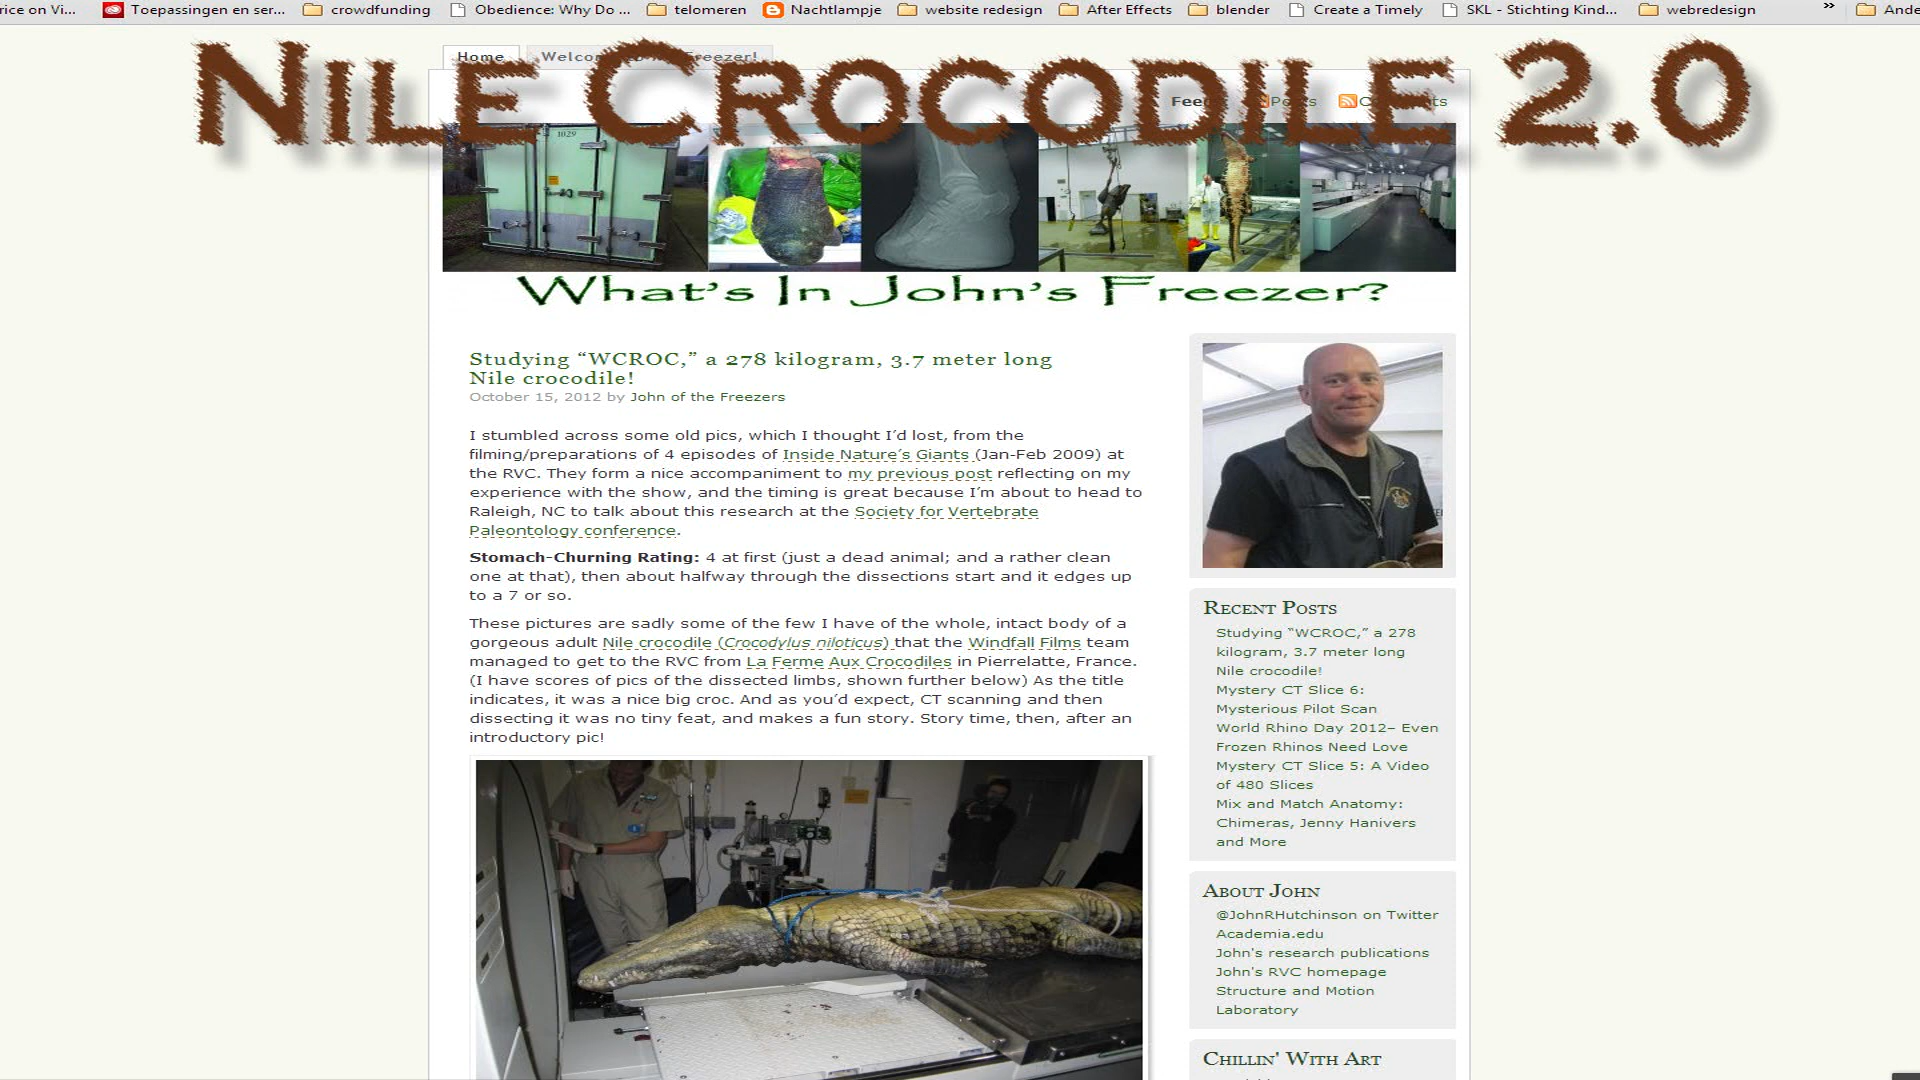 rice on Vi...
Toepassingen en ser...
crowdfunding
Obedience: Why Do ...
telomeren
Nachtlampje
website redesign
After Effects
blender
Create a Timely
SKL - Stichting Kind...
webredesign
»
Ande
NILE CROCODILE 2.0
Home
1029
What's In John's Freezer?
Studying “WCROC,” a 278 kilogram, 3.7 meter long
Nile crocodile!
October 15, 2012 by John of the Freezers
I stumbled across some old pics, which I thought I’d lost, from the
filming/preparations of 4 episodes of Inside Nature’s Giants (Jan-Feb 2009) at
the RVC. They form a nice accompaniment to my previous post reflecting on my
experience with the show, and the timing is great because I’m about to head to
Raleigh, NC to talk about this research at the Society for Vertebrate
Paleontology conference.
Stomach-Churning Rating: 4 at first (just a dead animal; and a rather clean
one at that), then about halfway through the dissections start and it edges up
to a 7 or so.
These pictures are sadly some of the few I have of the whole, intact body of a
gorgeous adult Nile crocodile (Crocodylus niloticus) that the Windfall Films team
managed to get to the RVC from La Ferme Aux Crocodiles in Pierrelatte, France.
(I have scores of pics of the dissected limbs, shown further below) As the title
indicates, it was a nice big croc. And as you’d expect, CT scanning and then
dissecting it was no tiny feat, and makes a fun story. Story time, then, after an
introductory pic!
Recent Posts
Studying “WCROC,” a 278
kilogram, 3.7 meter long
Nile crocodile!
Mystery CT Slice 6:
Mysterious Pilot Scan
World Rhino Day 2012– Even
Frozen Rhinos Need Love
Mystery CT Slice 5: A Video
of 480 Slices
Mix and Match Anatomy:
Chimeras, Jenny Hanivers
and More
About John
@JohnRHutchinson on Twitter
Academia.edu
John's research publications
John's RVC homepage
Structure and Motion
Laboratory
Chillin' With Art